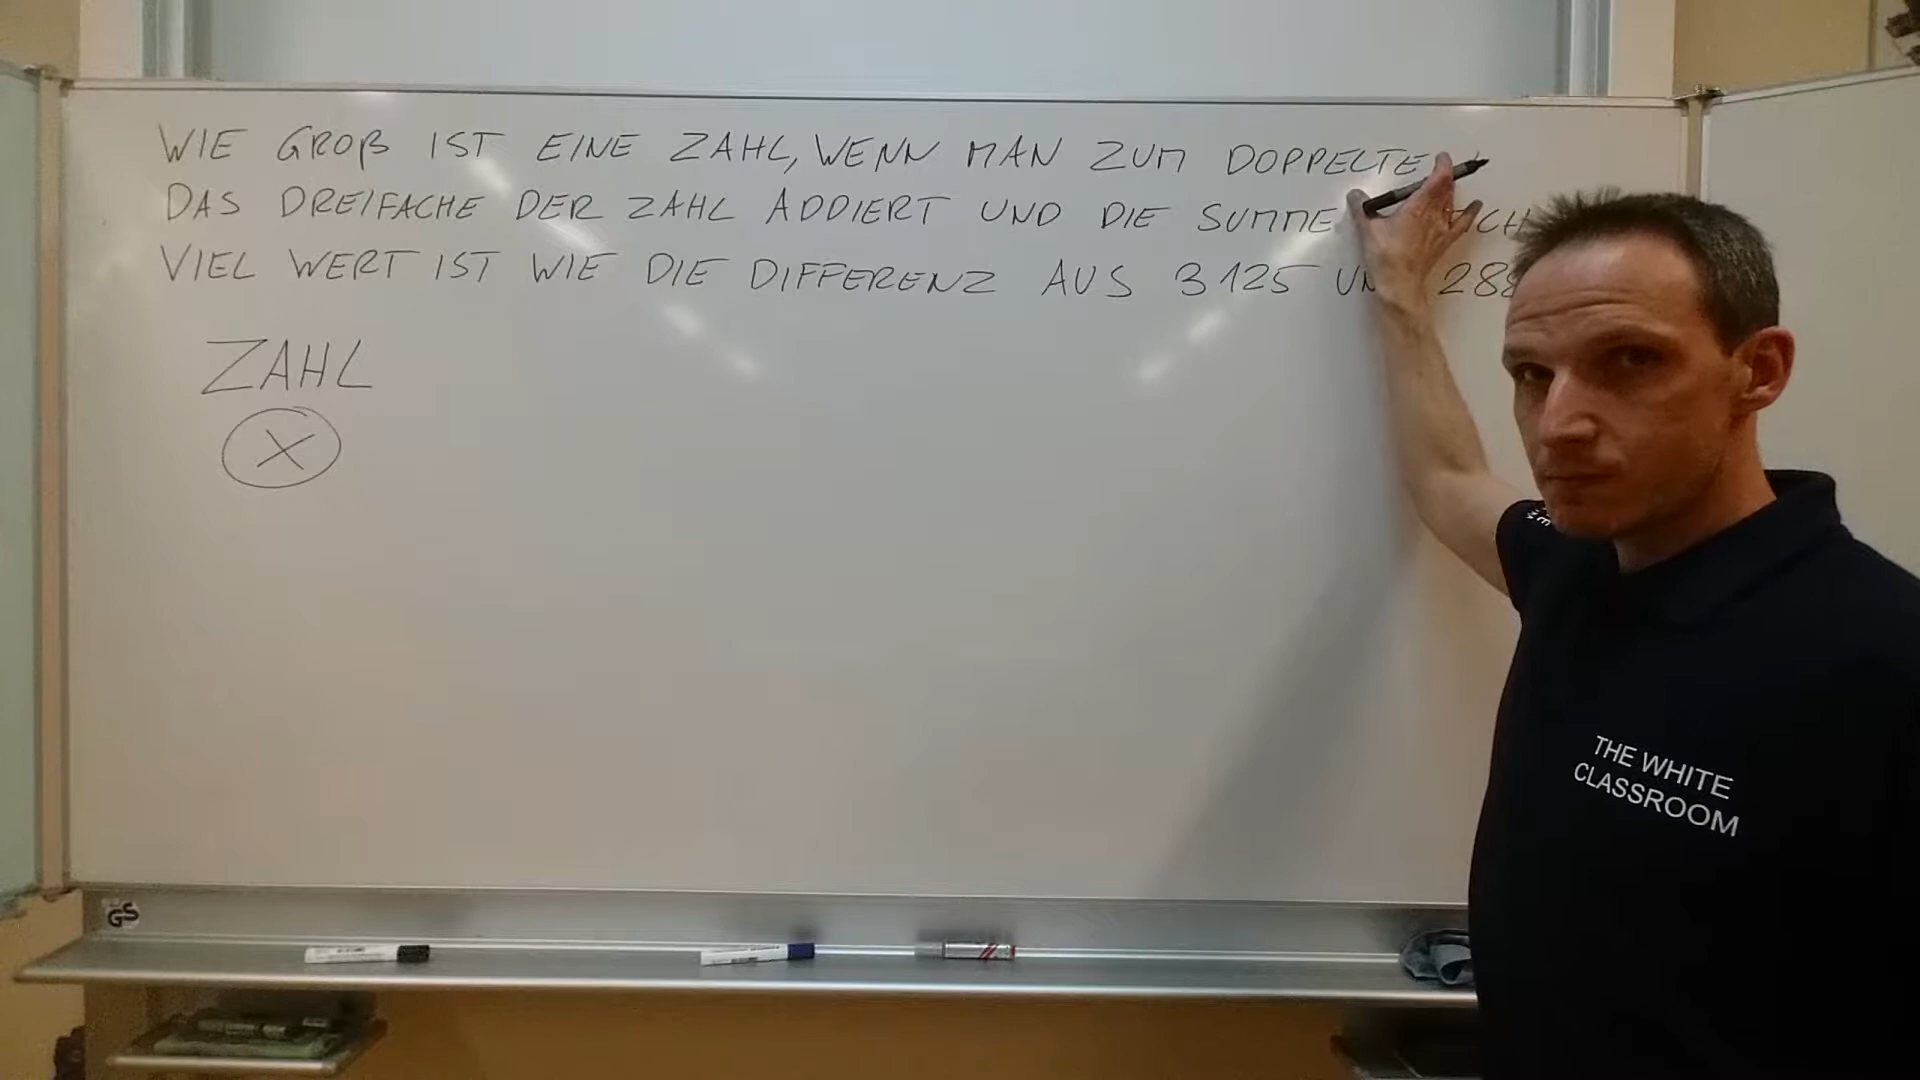 WIE GROß IST EINE ZAHL, WENN MAN ZUM DOPPELTEN
DAS DREIFACHE DER ZAHL ADDIERT UND DIE SUMME
VIEL WERT IST WIE DIE DIFFERENZ AUS 3125
ZAHL
X
THE WHITE
CLASSROOM
GS